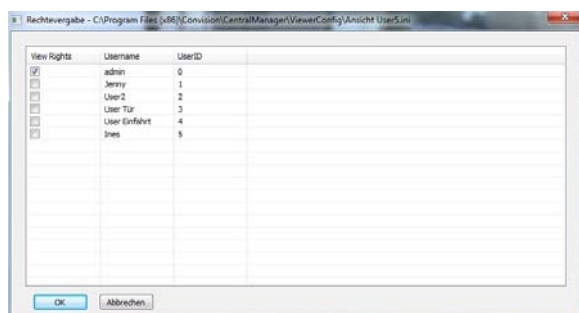 Rechtevergabe - C:\Program Files (x86)\Convision\CentralManager\ViewerConfig\Ansicht User5.ini
View Rights Username UserID
admin 0
Jenny 1
User2 2
User Tür 3
User Einfahrt 4
Ines 5
OK Abbrechen